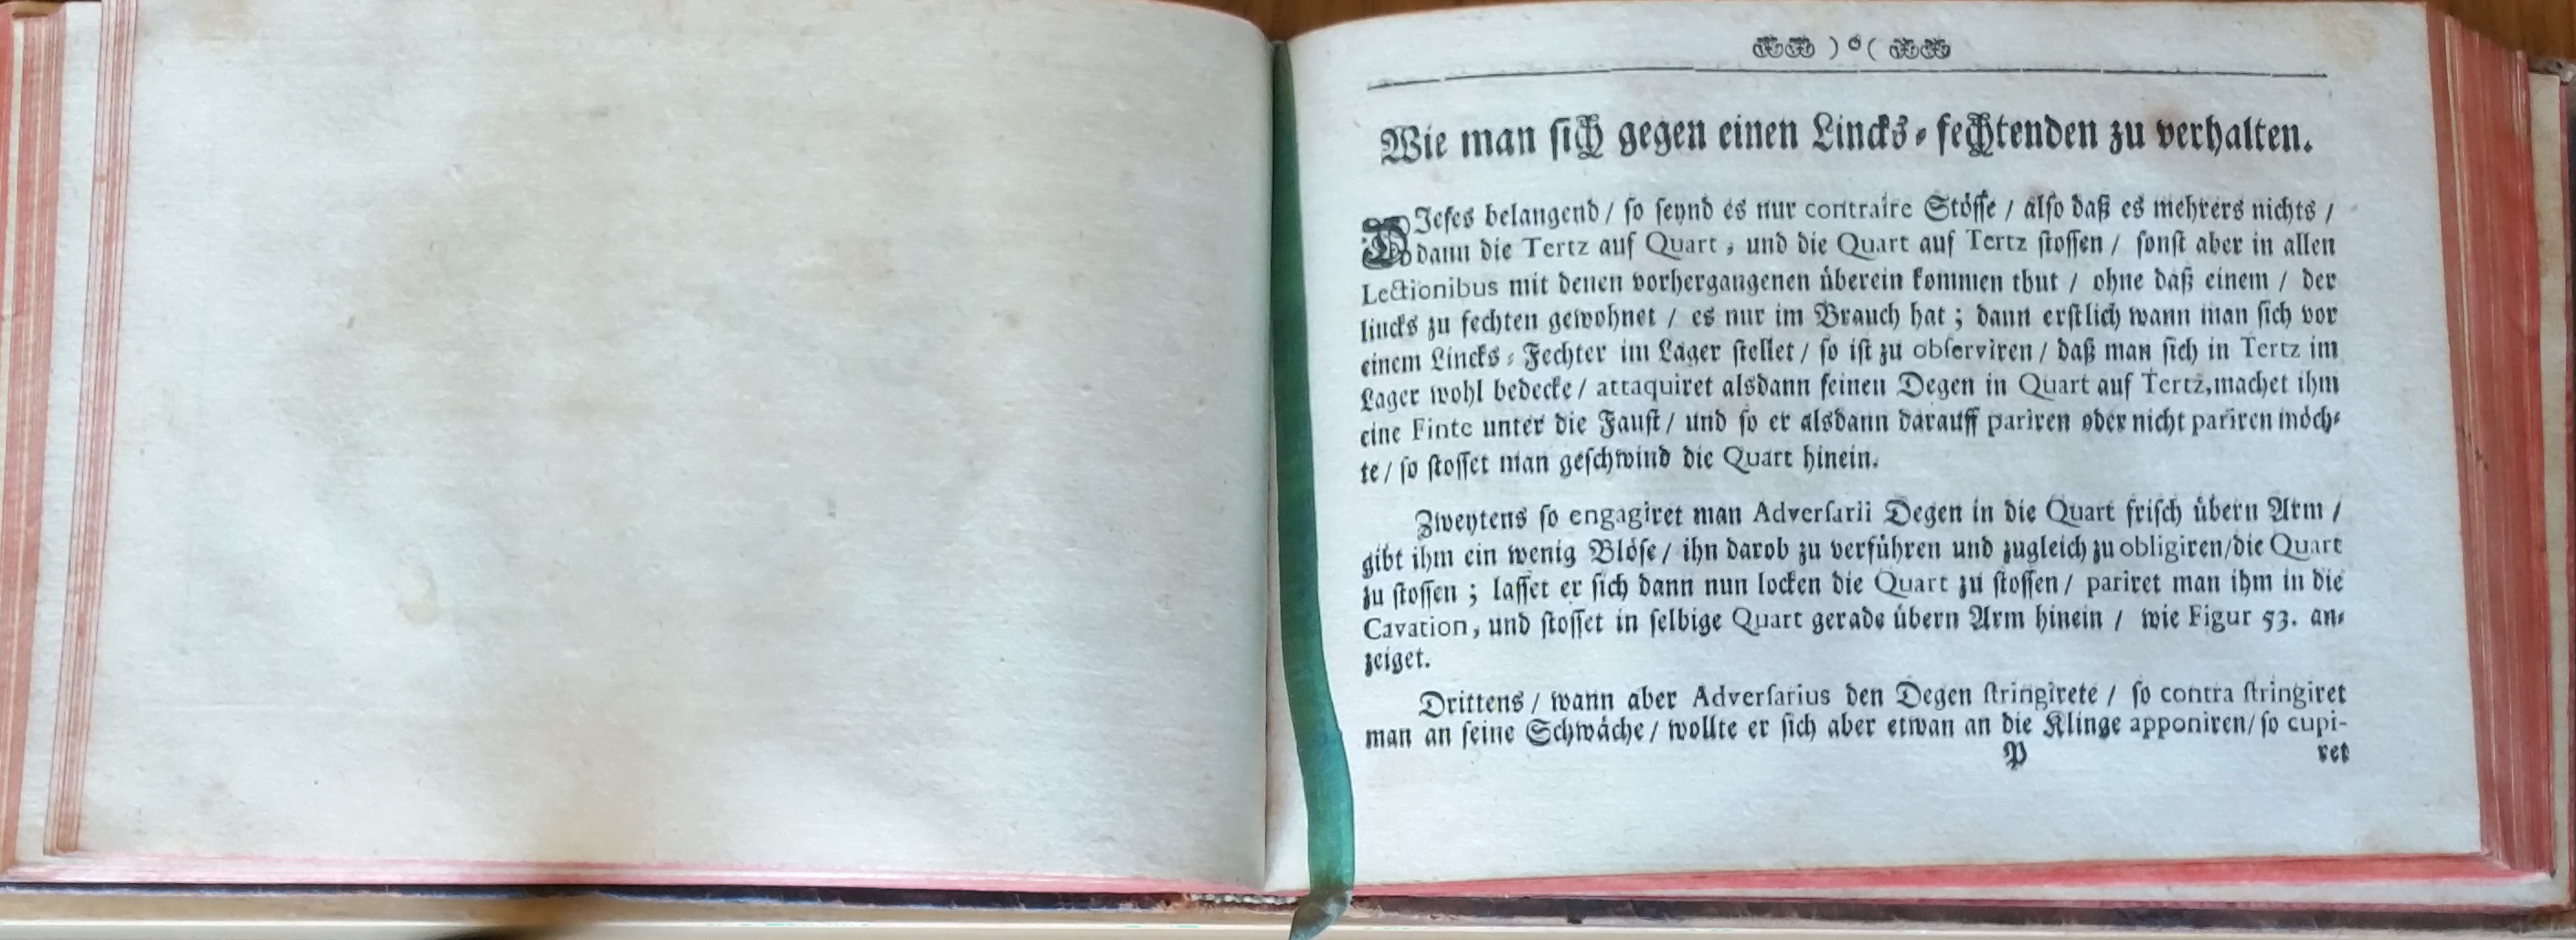 ) o (
Wie man sich gegen einen Lincks-fechtenden zu verhalten.
DJeses belangend / so seynd es nur contraire Stösse / also daß es mehrers nichts /
dann die Tertz auf Quart, und die Quart auf Tertz stossen / sonst aber in allen
Lectionibus mit denen vorhergangenen überein kommen thut / ohne daß einem / der
lincks zu fechten gewohnet / es nur im Brauch hat ; dann erstlich wann man sich vor
einem Lincks-Fechter im Läger stellet / so ist zu observiren / daß man sich in Tertz im
Läger wohl bedecke / attaquiret alsdann seinen Degen in Quart auf Tertz, machet ihm
eine Finte unter die Faust / und so er alsdann darauff pariren oder nicht pariren möch-
te / so stosset man geschwind die Quart hinein.
Zweytens so engagiret man Adversarii Degen in die Quart frisch übern Arm /
gibt ihm ein wenig Blöse / ihn darob zu verführen und zugleich zu obligiren/die Quart
zu stossen ; lasset er sich dann nun locken die Quart zu stossen / pariret man ihm in die
Cavation, und stosset in selbige Quart gerade übern Arm hinein / wie Figur 53. an-
zeiget.
Drittens / wann aber Adversarius den Degen stringirete / so contra stringiret
man an seine Schwäche / wollte er sich aber etwan an die Klinge apponiren/ so cupi-
P ret